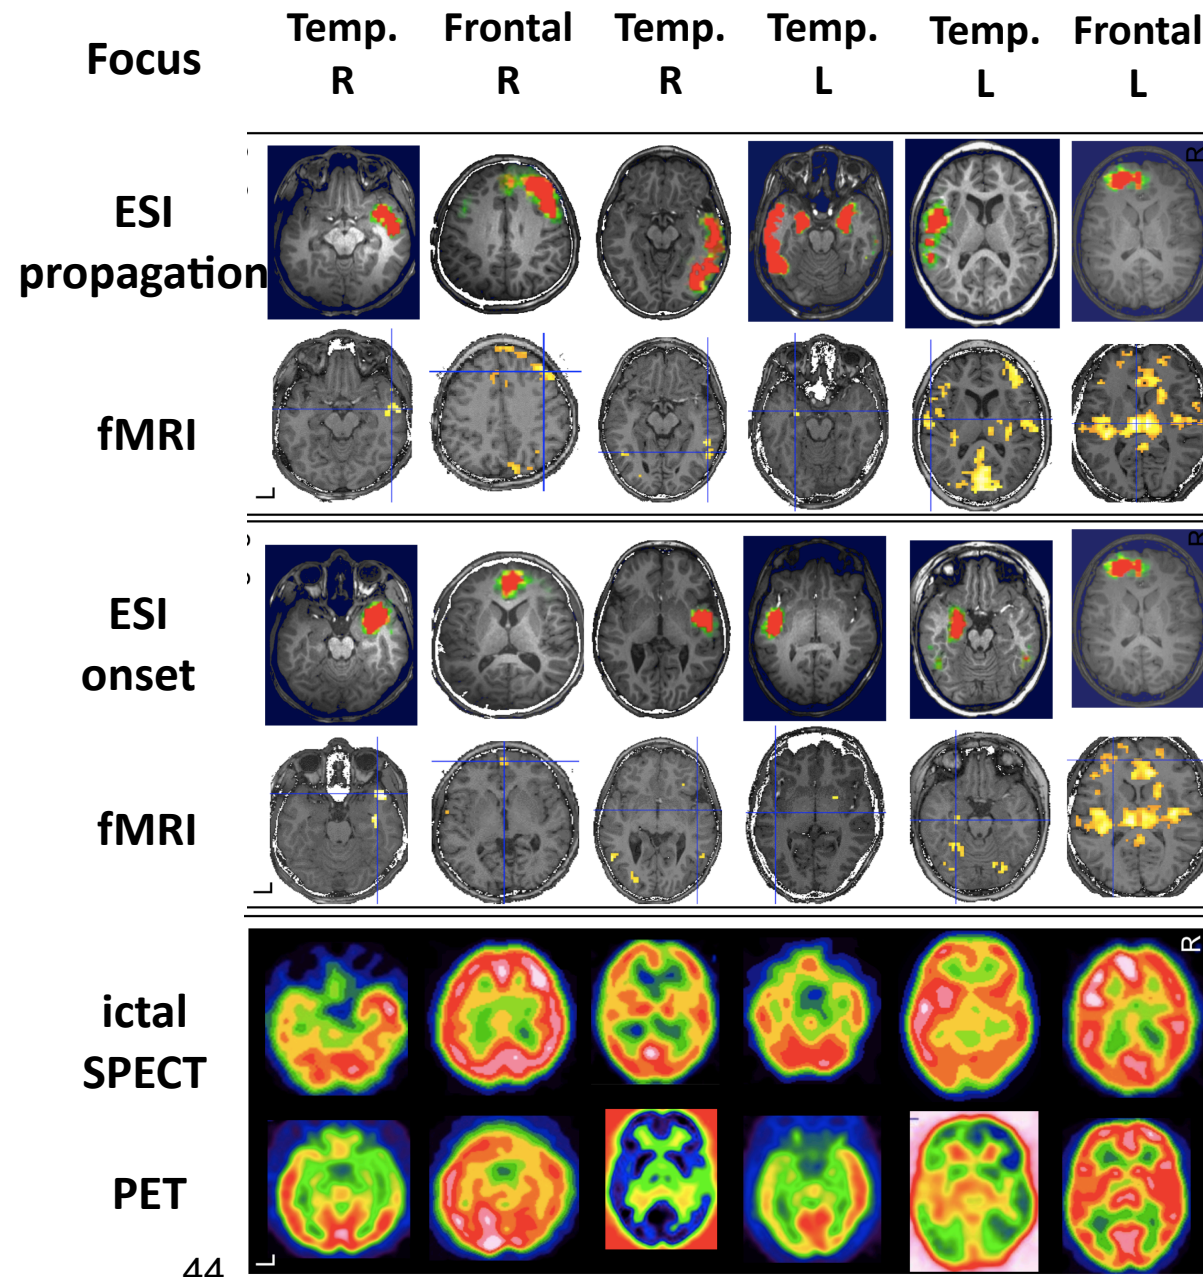 Focus
Temp. Frontal Temp. Temp. Temp. Frontal
R R R L L L
R
ESI
propagation
fMRI
L
R
ESI
onset
fMRI
L
R
ictal
SPECT
PET
L
44